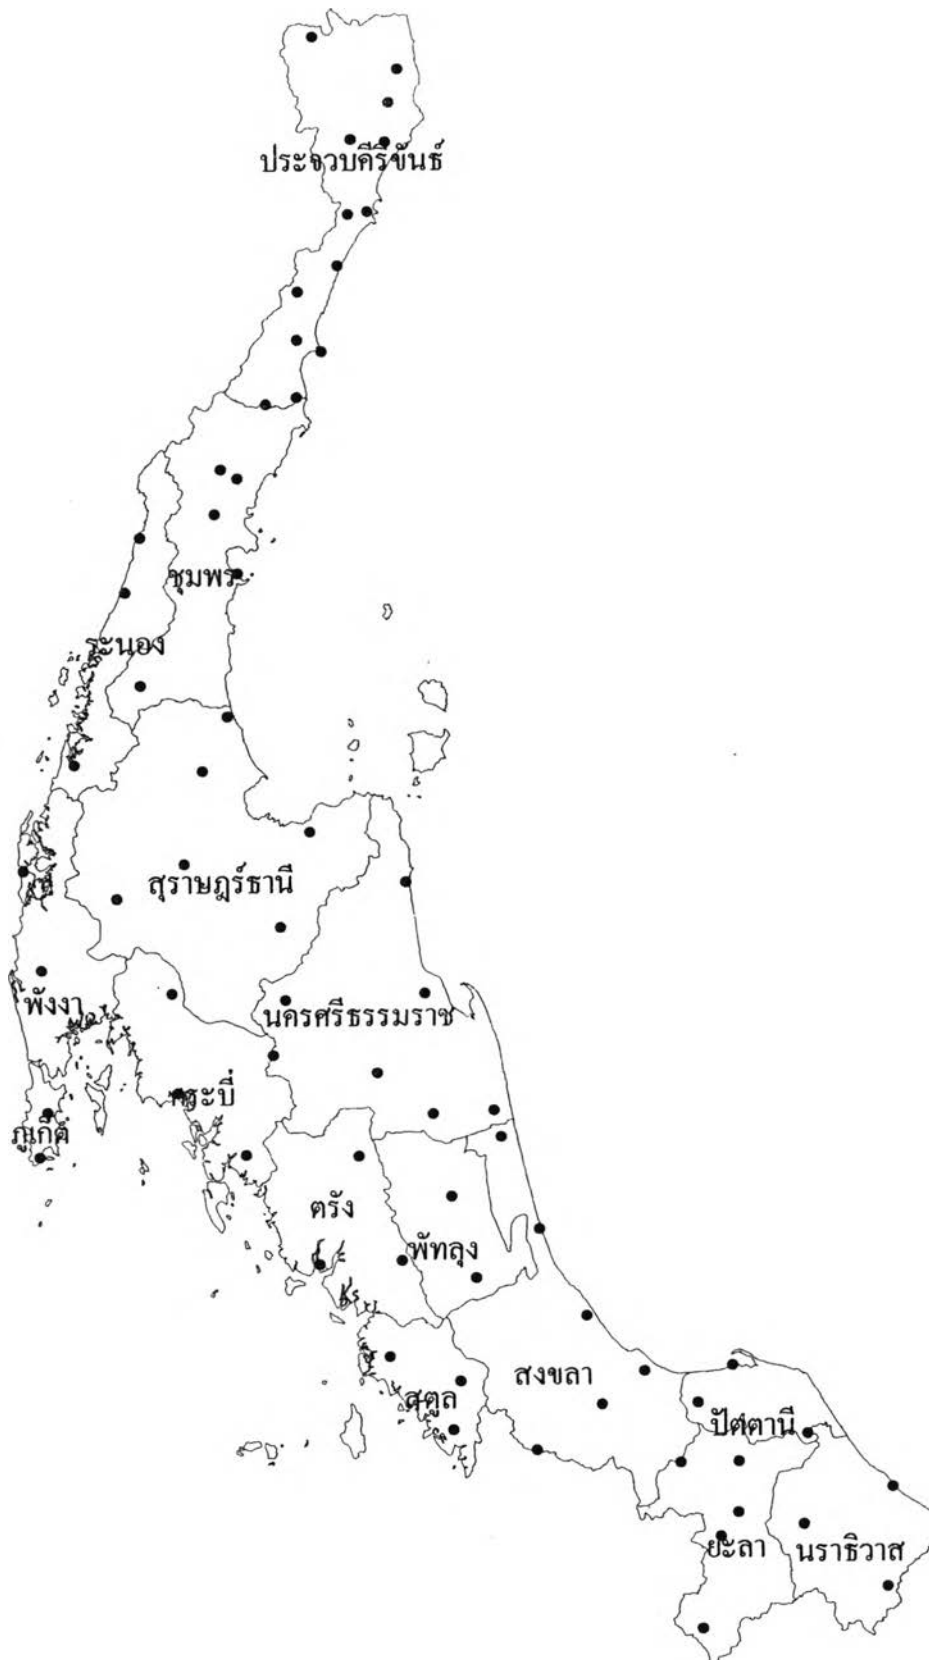 ประจวบคีรีขันธ์
ชุมพร
ระนอง
สุราษฎร์ธานี
พังงา
นครศรีธรรมราช
กระบี่
ภูเก็ต
ตรัง
พัทลุง
สงขลา
สตูล
ปัตตานี
ยะลา
นราธิวาส